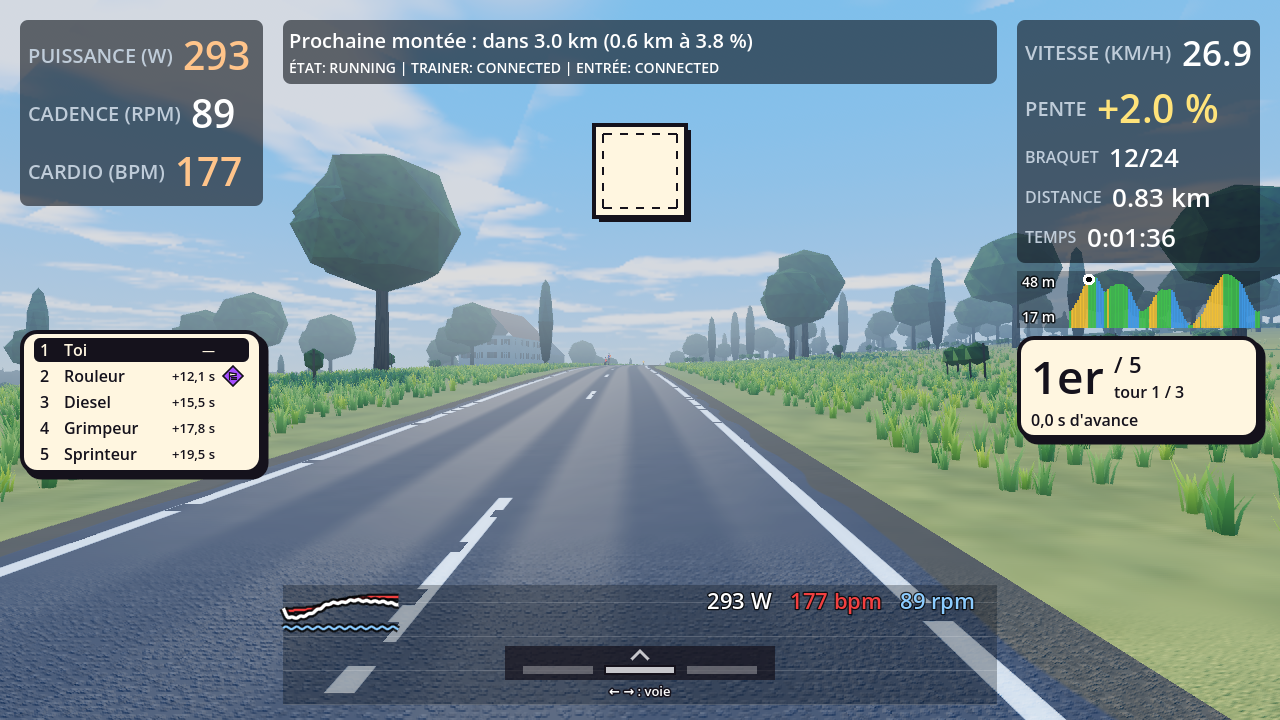 PUISSANCE (W) 293
CADENCE (RPM) 89
CARDIO (BPM) 177
Prochaine montée : dans 3.0 km (0.6 km à 3.8 %)
ÉTAT: RUNNING | TRAINER: CONNECTED | ENTRÉE: CONNECTED
VITESSE (KM/H) 26.9
PENTE +2.0 %
BRAQUET 12/24
DISTANCE 0.83 km
TEMPS 0:01:36
48 m
17 m
1 Toi —
2 Rouleur +12,1 s
3 Diesel +15,5 s
4 Grimpeur +17,8 s
5 Sprinteur +19,5 s
1er / 5
tour 1 / 3
0,0 s d'avance
293 W 177 bpm 89 rpm
← → : voie